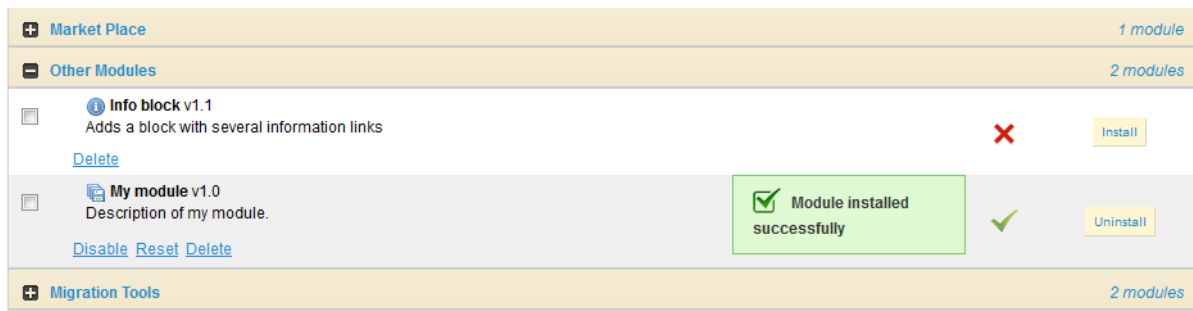 Market Place 1 module
Other Modules 2 modules
Info block v1.1
Adds a block with several information links
Install
Delete
My module v1.0
Description of my module.
Module installed
successfully
Uninstall
Disable Reset Delete
Migration Tools 2 modules